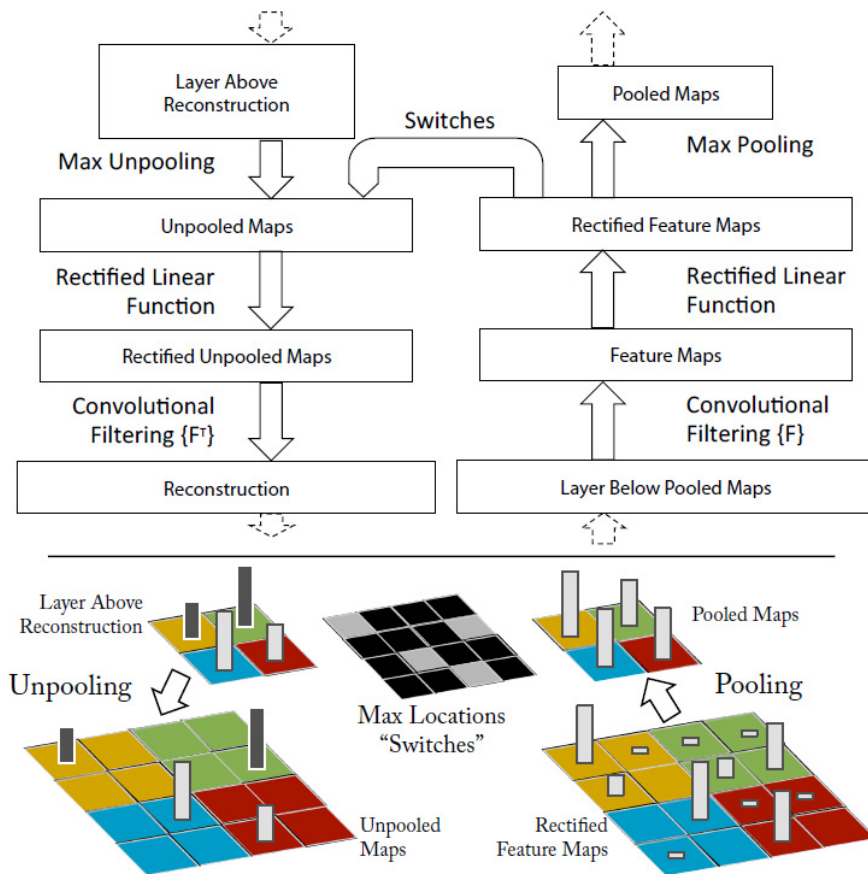 Layer Above
Reconstruction
Pooled Maps
Switches
Max Unpooling
Max Pooling
Unpooled Maps
Rectified Feature Maps
Rectified Linear
Function
Rectified Linear
Function
Rectified Unpooled Maps
Feature Maps
Convolutional
Filtering {Fᵀ}
Convolutional
Filtering {F}
Reconstruction
Layer Below Pooled Maps
Layer Above
Reconstruction
Pooled Maps
Unpooling
Max Locations
“Switches”
Pooling
Unpooled
Maps
Rectified
Feature Maps